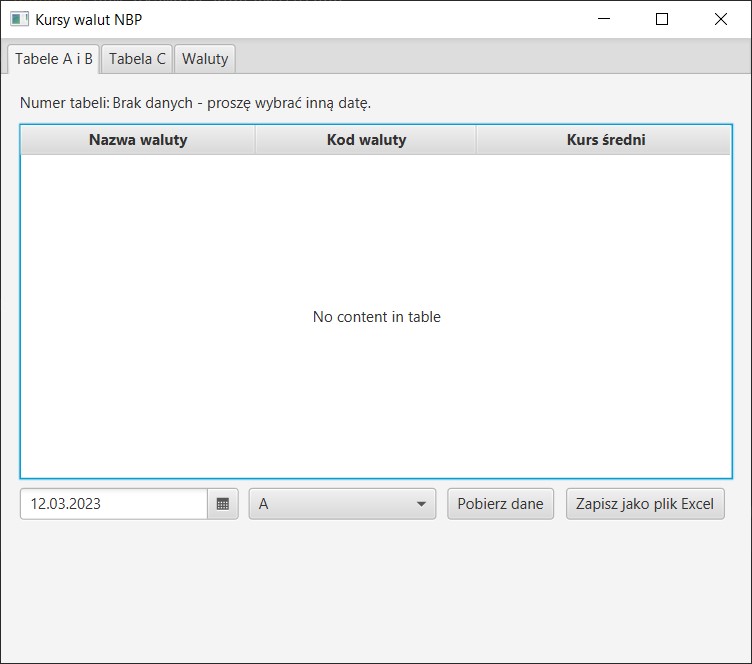 Kursy walut NBP
Tabele A i B Tabela C Waluty
Numer tabeli: Brak danych - proszę wybrać inną datę.
Nazwa waluty Kod waluty Kurs średni
No content in table
12.03.2023 A Pobierz dane Zapisz jako plik Excel